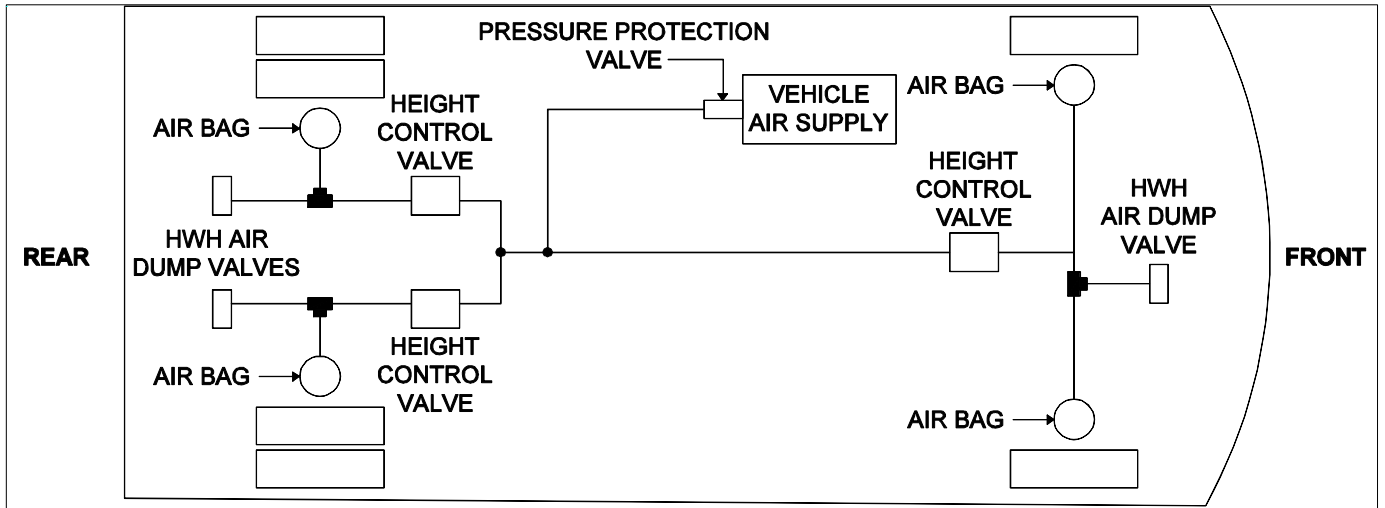 PRESSURE PROTECTION
VALVE
VEHICLE
AIR SUPPLY
AIR BAG
HEIGHT
CONTROL
VALVE
AIR BAG
HEIGHT
CONTROL
VALVE
HWH
AIR DUMP
VALVE
REAR
HWH AIR
DUMP VALVES
FRONT
AIR BAG
HEIGHT
CONTROL
VALVE
AIR BAG